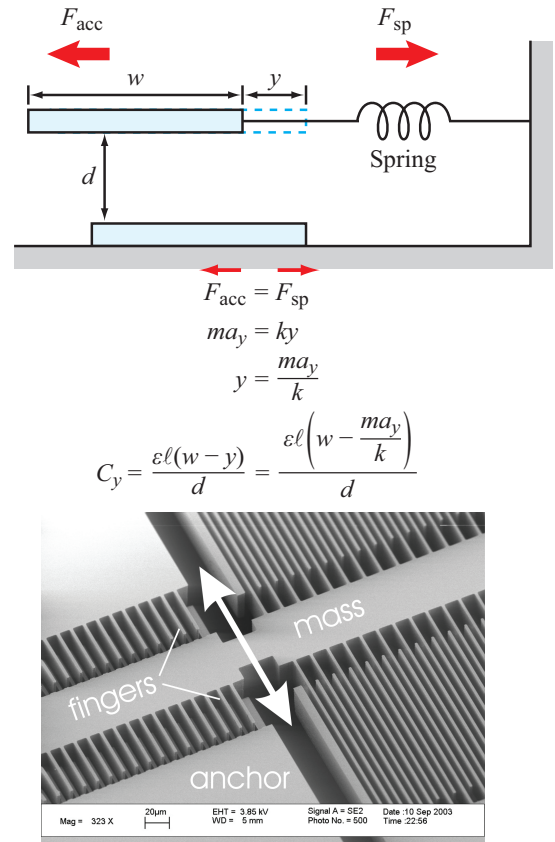 F_acc F_sp
w y
d
Spring
F_acc = F_sp
ma_y = ky
y = ma_y / k
C_y = εℓ(w − y) / d = εℓ(w − ma_y / k) / d
mass
fingers
anchor
Mag = 323 X 20µm EHT = 3.85 kV Signal A = SE2 Date :10 Sep 2003
WD = 5 mm Photo No. = 500 Time :22:56